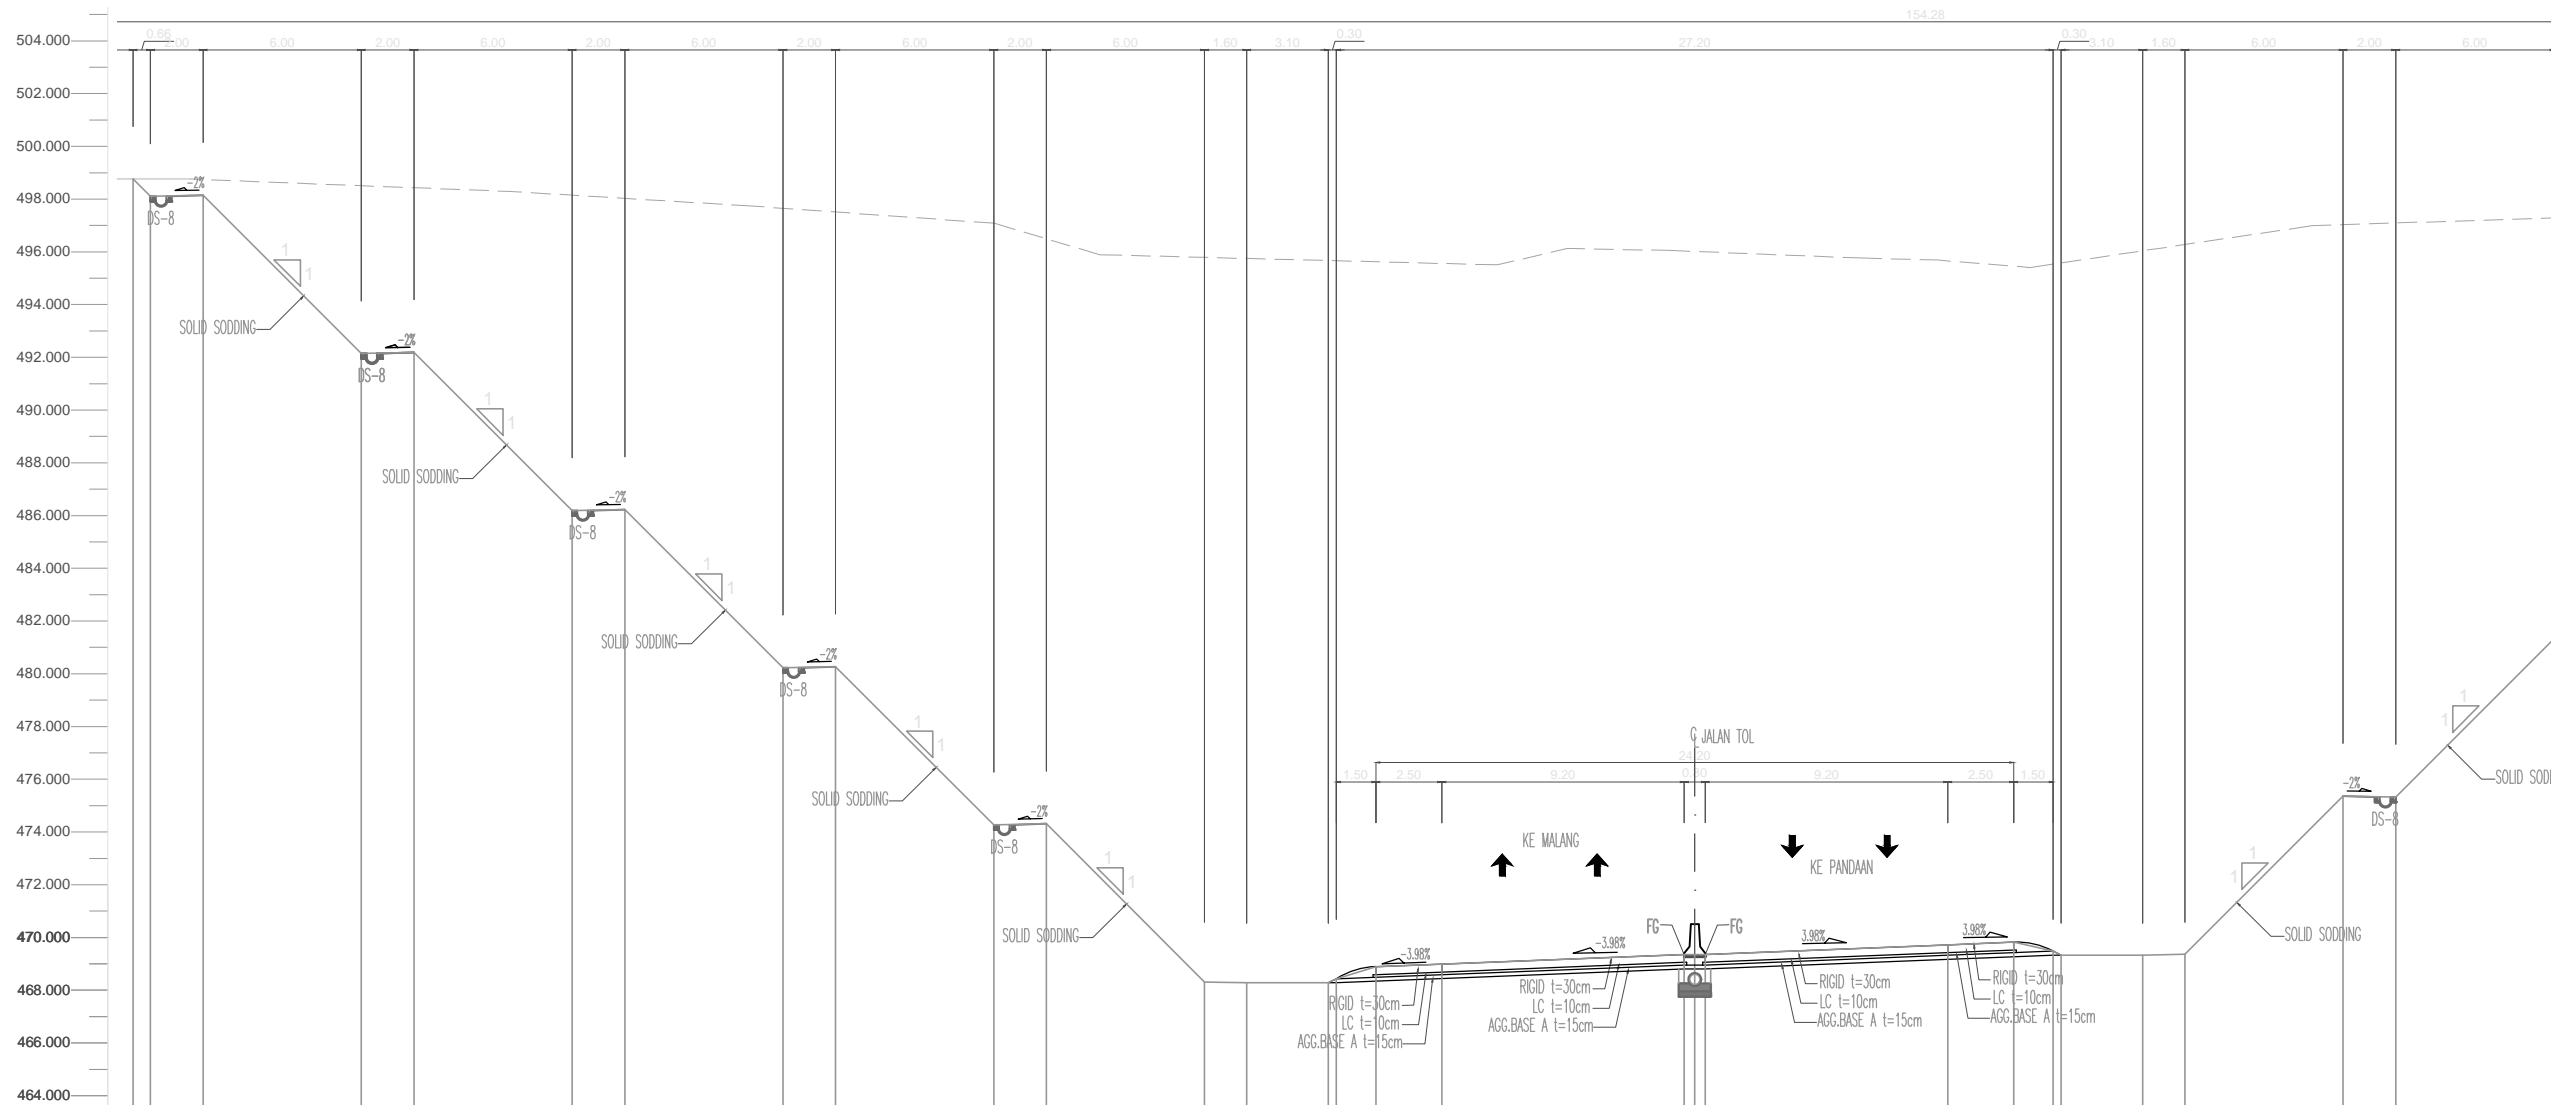 154.28
504.000
0.66
2.00
6.00
2.00
6.00
2.00
6.00
2.00
6.00
2.00
6.00
1.60
3.10
0.30
27.20
0.30
3.10
1.60
6.00
2.00
6.00
502.000
500.000
-2%
498.000
DS-8
1
1
496.000
494.000
SOLID SODDING
-2%
492.000
DS-8
1
1
490.000
488.000
SOLID SODDING
-2%
486.000
DS-8
1
1
484.000
482.000
SOLID SODDING
-2%
480.000
DS-8
1
1
478.000
476.000
SOLID SODDING
-2%
474.000
DS-8
1
1
472.000
SOLID SODDING
470.000
468.000
466.000
464.000
CL JALAN TOL
24.20
1.50
2.50
9.20
0.80
9.20
2.50
1.50
KE MALANG
KE PANDAAN
FG
FG
-3.98%
-3.98%
3.98%
3.98%
RIGID t=30cm
LC t=10cm
AGG.BASE A t=15cm
RIGID t=30cm
LC t=10cm
AGG.BASE A t=15cm
RIGID t=30cm
LC t=10cm
AGG.BASE A t=15cm
RIGID t=30cm
LC t=10cm
AGG.BASE A t=15cm
1
1
SOLID SODDING
-2%
DS-8
1
1
SOLID SOD